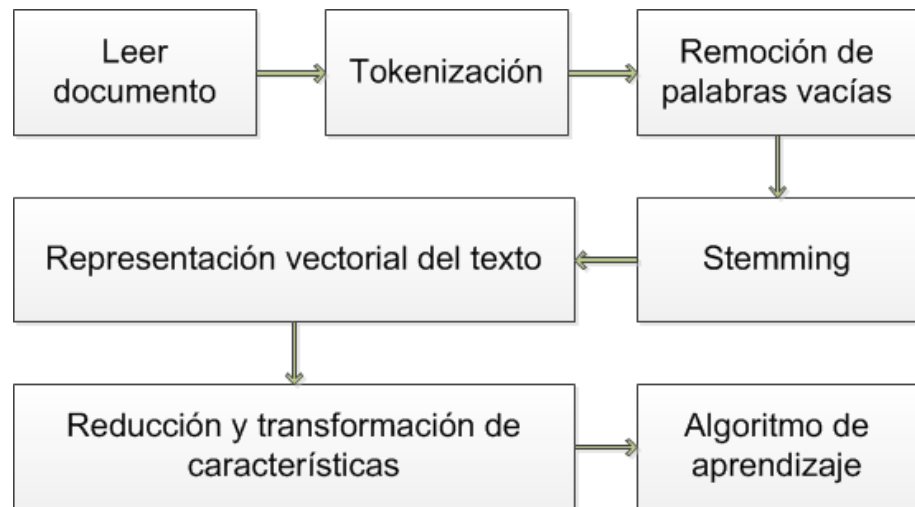 Leer
documento
Tokenización
Remoción de
palabras vacías
Stemming
Representación vectorial del texto
Reducción y transformación de
características
Algoritmo de
aprendizaje